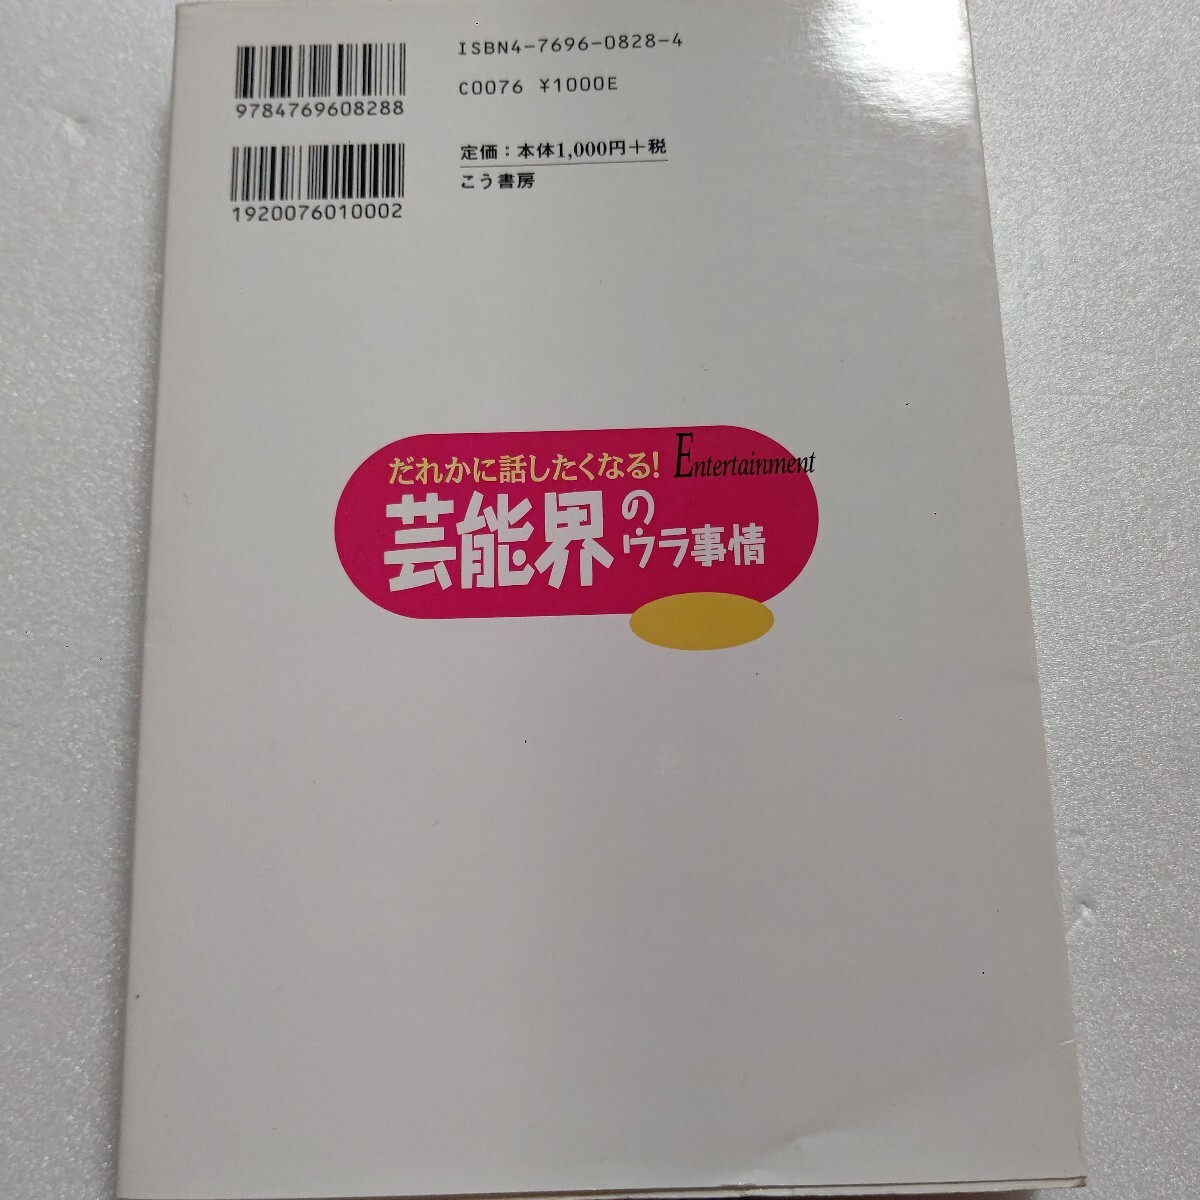 ISBN4-7696-0828-4
9784769608288
C0076 ¥1000E
定価：本体1,000円＋税
こう書房
1920076010002
だれかに話したくなる！ Entertainment
芸能界の
ウラ事情